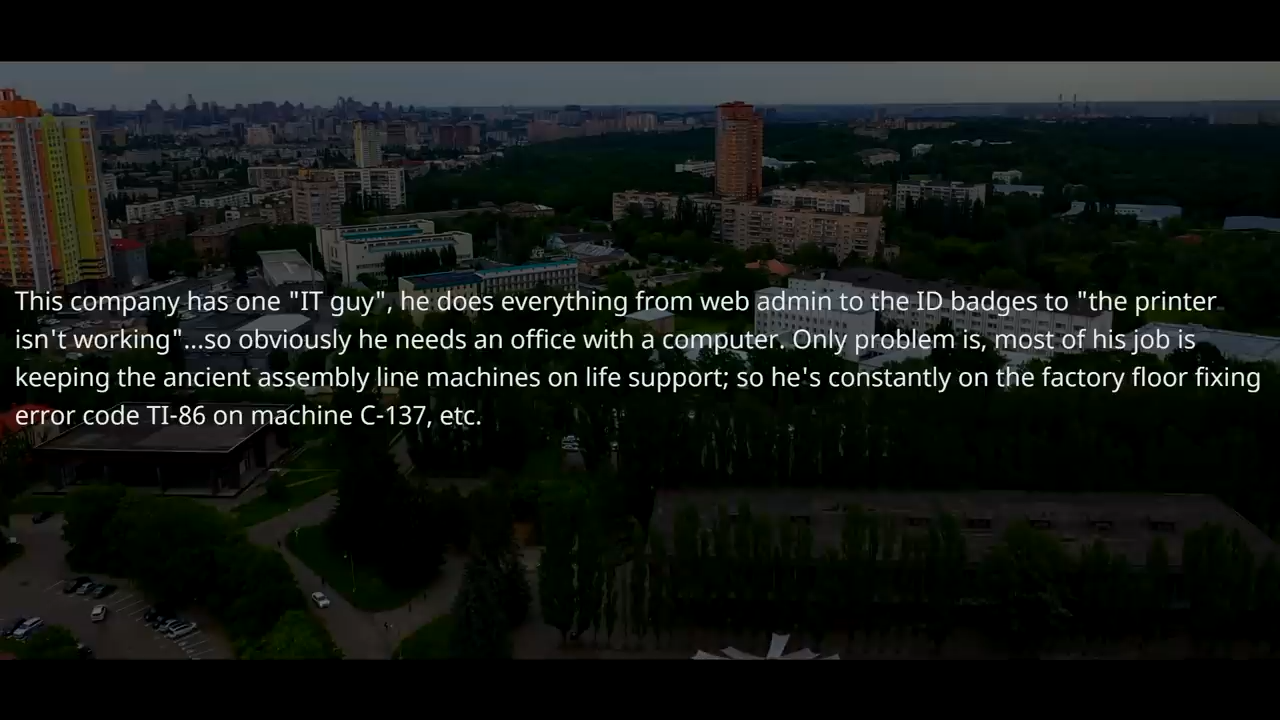 This company has one "IT guy", he does everything from web admin to the ID badges to "the printer
isn't working"...so obviously he needs an office with a computer. Only problem is, most of his job is
keeping the ancient assembly line machines on life support; so he's constantly on the factory floor fixing
error code TI-86 on machine C-137, etc.